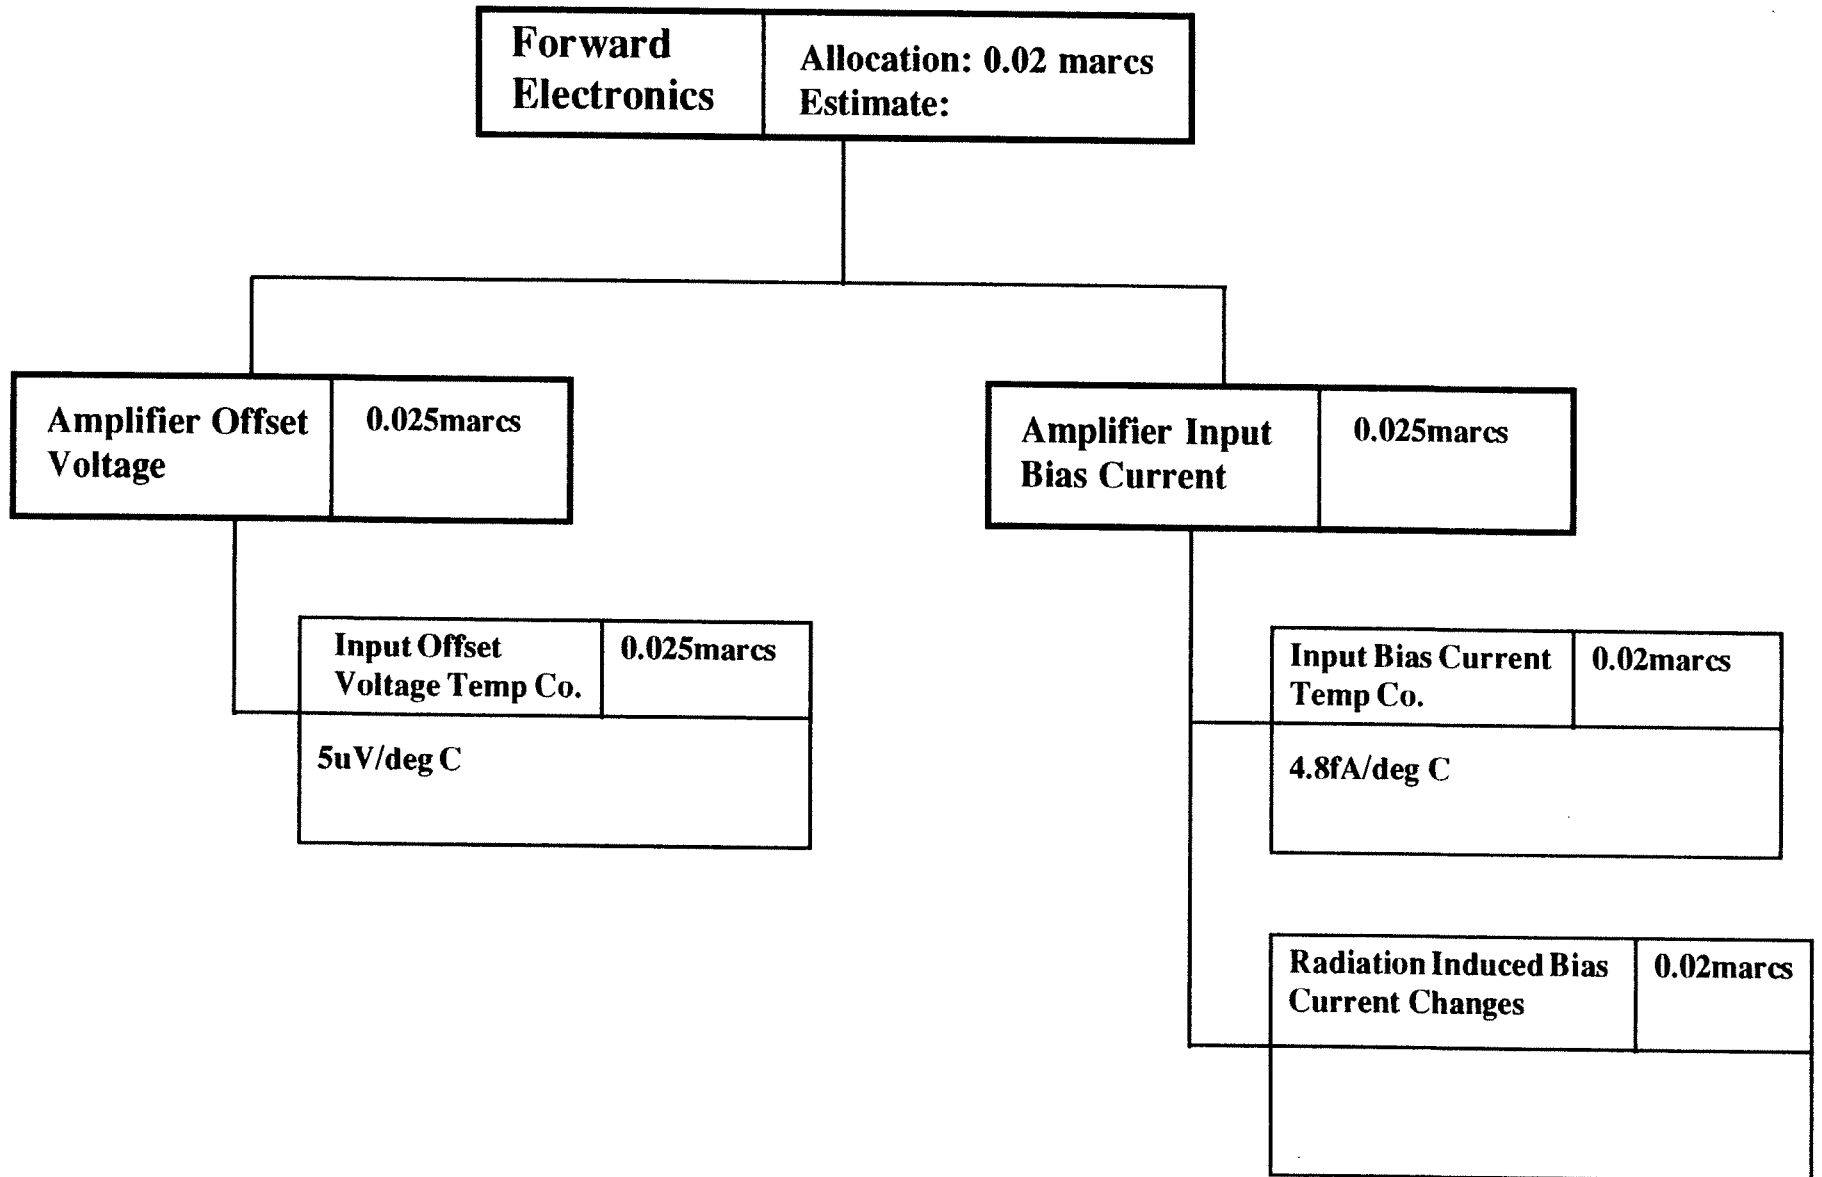 Forward
Electronics
Allocation: 0.02 marcs
Estimate:
Amplifier Offset
Voltage
0.025marcs
Amplifier Input
Bias Current
0.025marcs
Input Offset
Voltage Temp Co.
0.025marcs
5uV/deg C
Input Bias Current
Temp Co.
0.02marcs
4.8fA/deg C
Radiation Induced Bias
Current Changes
0.02marcs